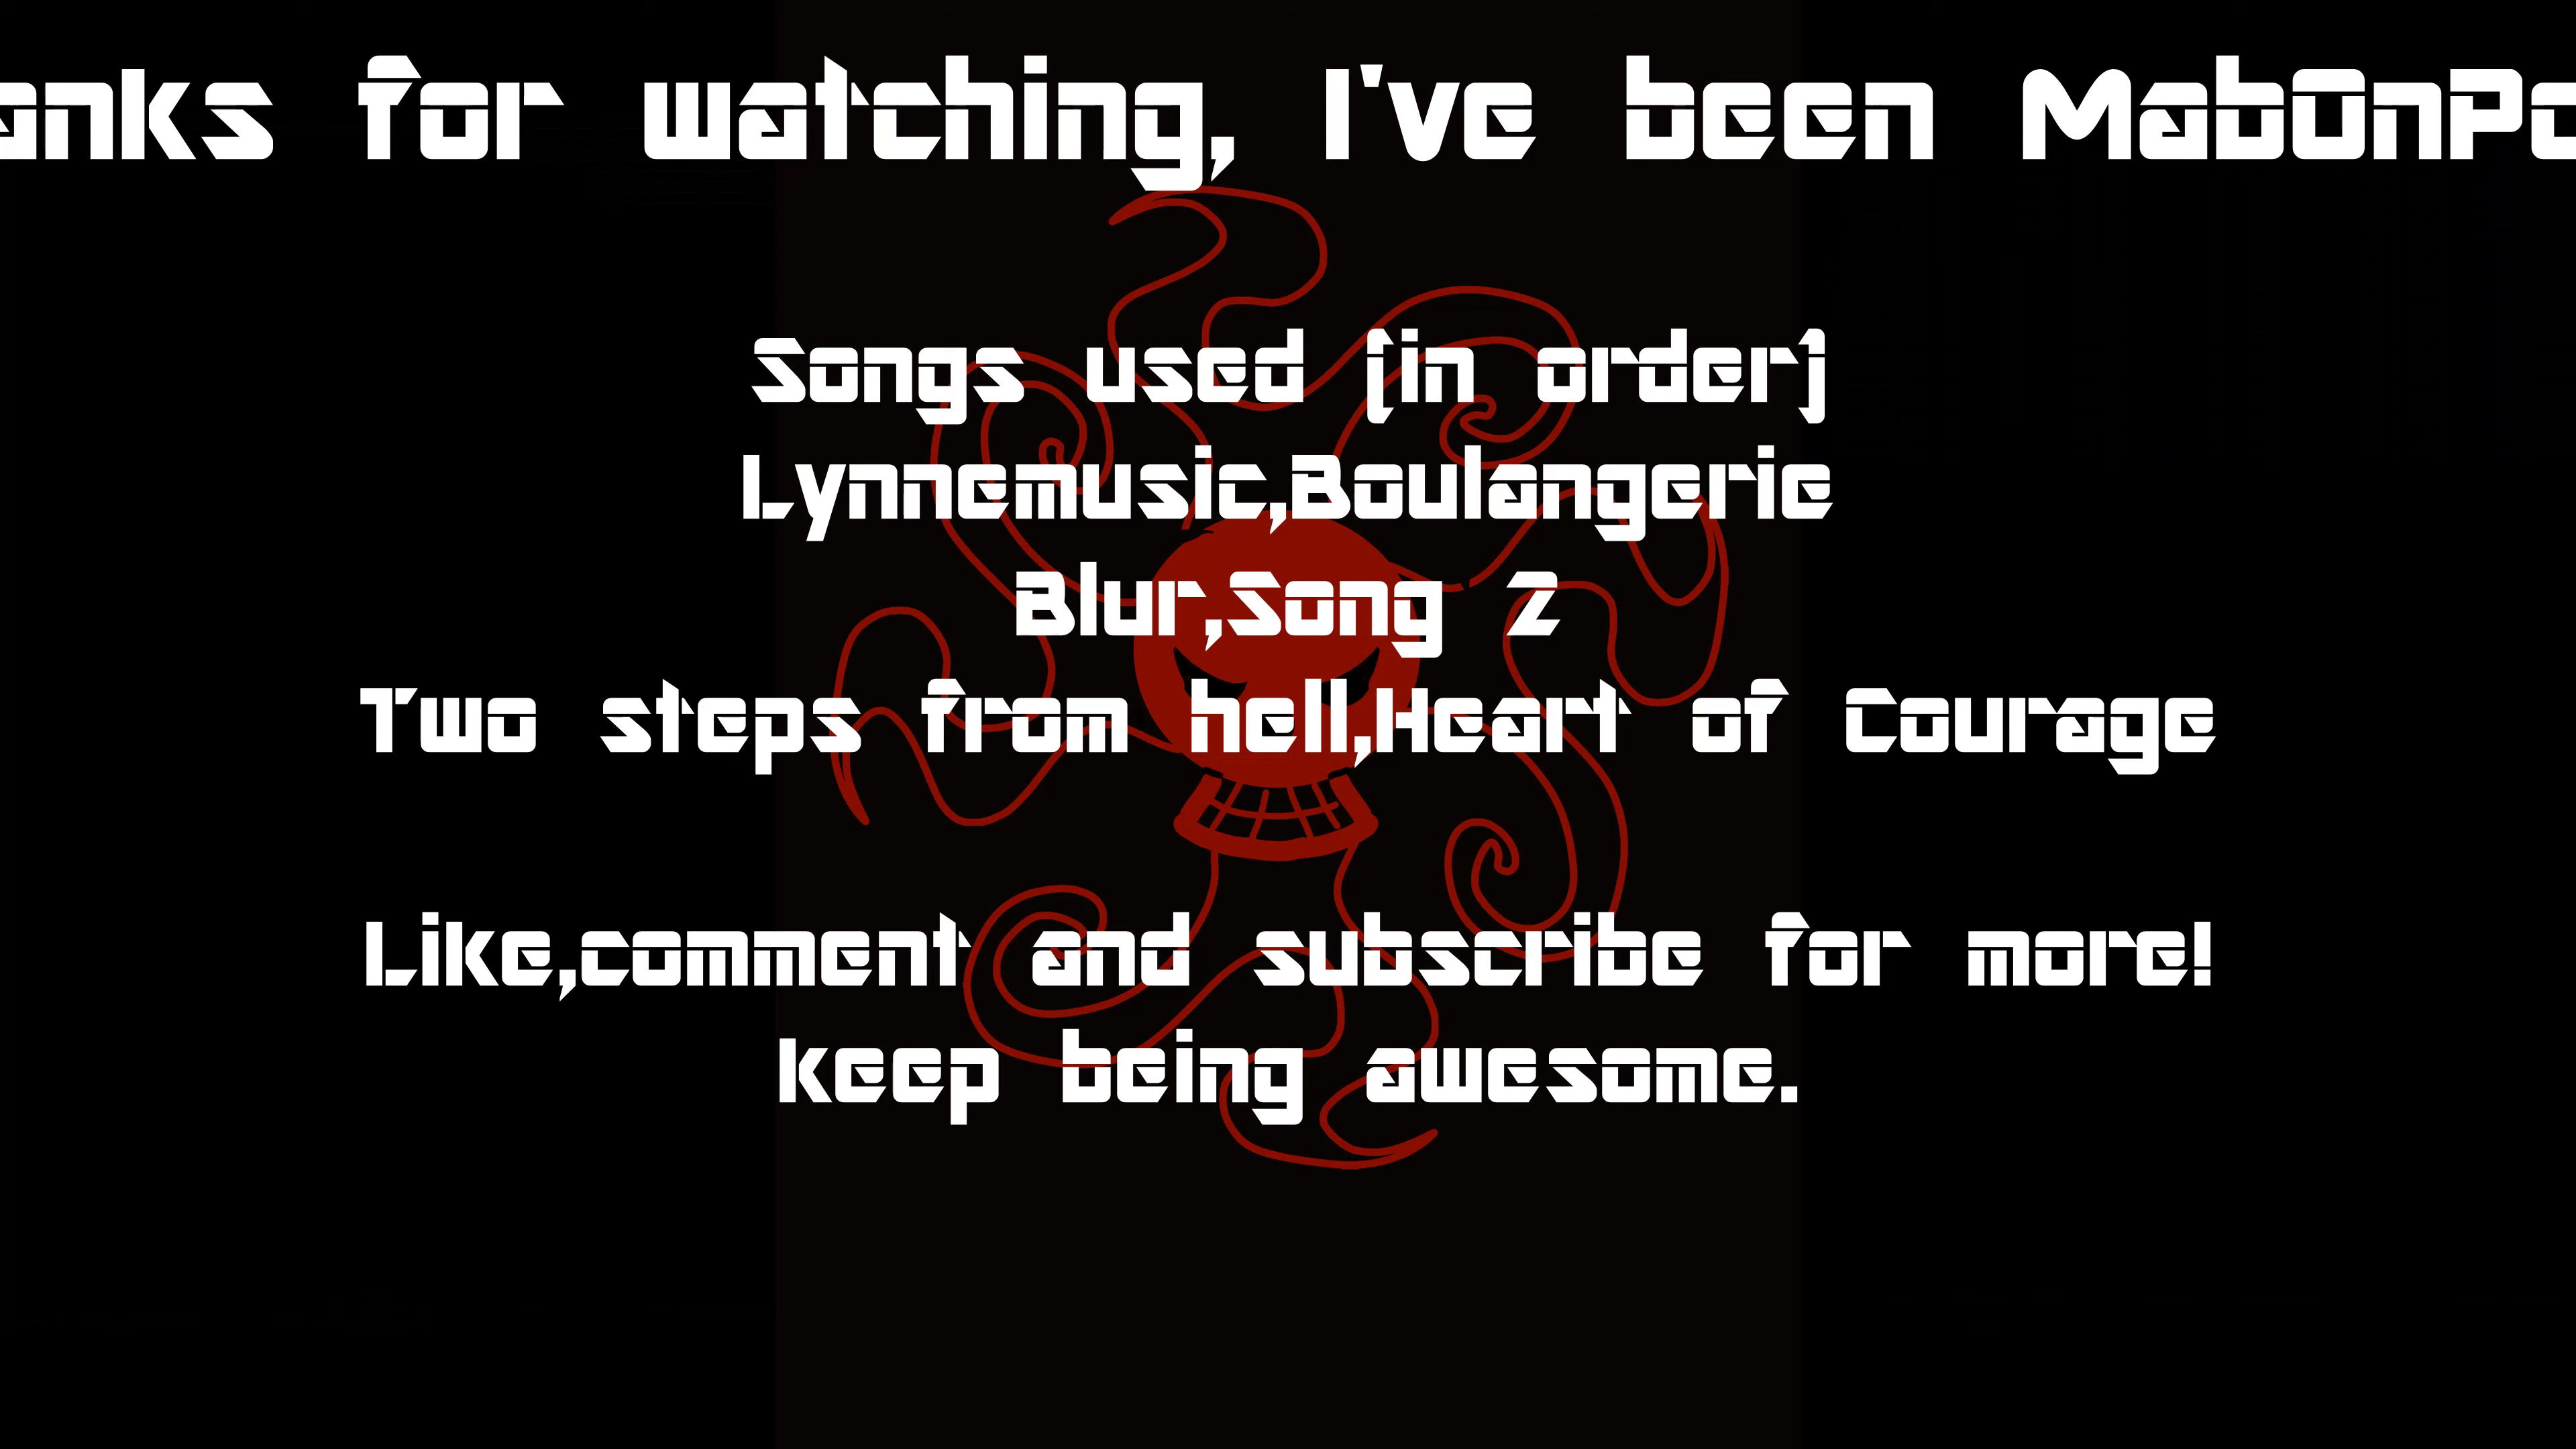 anks for watching, I've been MabOnPo
Songs used (in order)
Lynnemusic,Boulangerie
Blur,Song 2
Two steps from hell,Heart of Courage
Like,comment and subscribe for more!
keep being awesome.